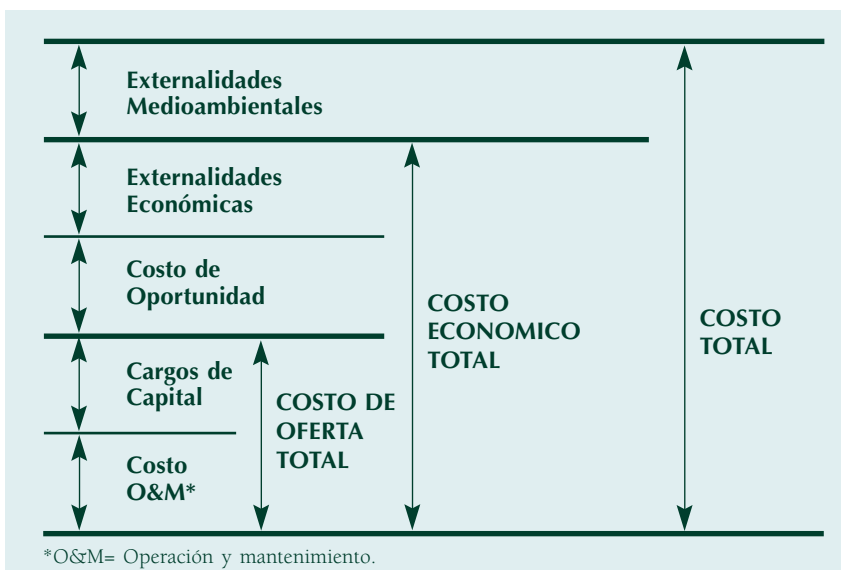 Externalidades
Medioambientales
Externalidades
Económicas
Costo de
Oportunidad
Cargos de
Capital
Costo
O&M*
COSTO DE
OFERTA
TOTAL
COSTO
ECONOMICO
TOTAL
COSTO
TOTAL
*O&M= Operación y mantenimiento.